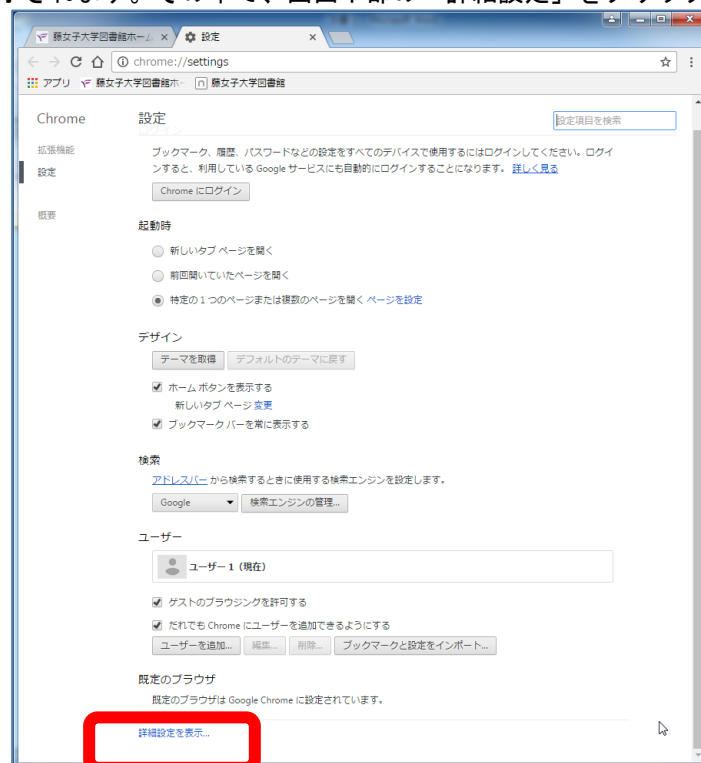 されます。その中で、画面下部の「詳細設定」をクリック
藤女子大学図書館ホーム × 設定 ×
chrome://settings
アプリ 藤女子大学図書館ホー 藤女子大学図書館
Chrome
拡張機能
設定
概要
設定
設定項目を検索
ブックマーク、履歴、パスワードなどの設定をすべてのデバイスで使用するにはログインしてください。ログイ
ンすると、利用している Google サービスにも自動的にログインすることになります。 詳しく見る
Chrome にログイン
起動時
新しいタブ ページを開く
前回開いていたページを開く
特定の 1 つのページまたは複数のページを開く ページを設定
デザイン
テーマを取得 デフォルトのテーマに戻す
ホーム ボタンを表示する
新しいタブ ページ 変更
ブックマーク バーを常に表示する
検索
アドレスバー から検索するときに使用する検索エンジンを設定します。
Google 検索エンジンの管理...
ユーザー
ユーザー 1 (現在)
ゲストのブラウジングを許可する
だれでも Chrome にユーザーを追加できるようにする
ユーザーを追加... 編集... 削除... ブックマークと設定をインポート...
既定のブラウザ
既定のブラウザは Google Chrome に設定されています。
詳細設定を表示...